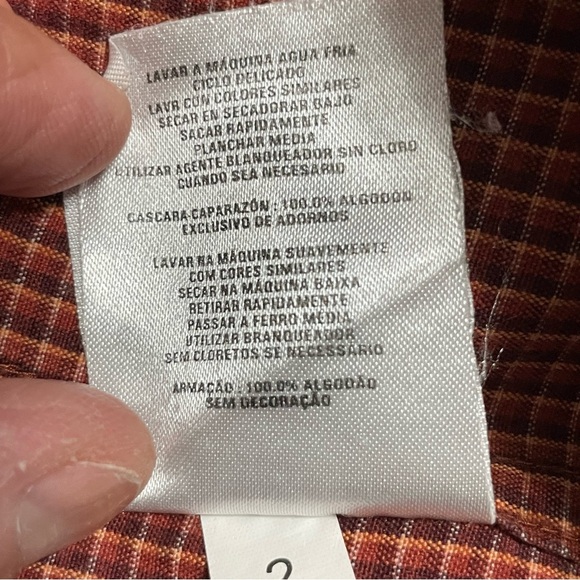 LAVAR A MÁQUINA AGUA FRIA
CICLO DELICADO
LAVR CON COLORES SIMILARES
SECAR EN SECADORAR BAJO
SACAR RAPIDAMENTE
PLANCHAR MEDIA
UTILIZAR AGENTE BLANQUEADOR SIN CLORO
CUANDO SEA NECESARIO
CASCARA-CAPARAZÓN : 100.0% ALGODÓN
EXCLUSIVO DE ADORNOS
LAVAR NA MÁQUINA SUAVEMENTE
COM CORES SIMILARES
SECAR NA MÁQUINA BAIXA
RETIRAR RAPIDAMENTE
PASSAR A FERRO MEDIA
UTILIZAR BRANQUEADOR
SEM CLORETOS SE NECESSARIO
ARMAÇÃO : 100.0% ALGODÃO
SEM DECORAÇÃO
2